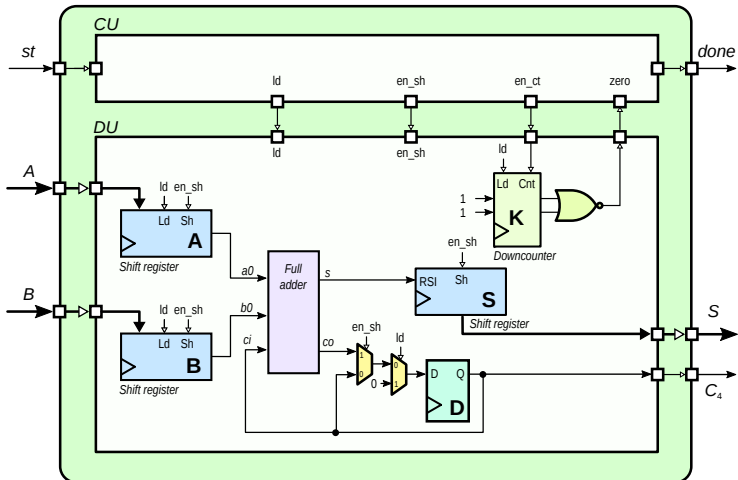 CU
st
done
ld
en_sh
en_ct
zero
DU
ld
en_sh
A
ld en_sh
Ld Sh
A
Shift register
ld
Ld Cnt
1
1
K
Downcounter
en_sh
RSI Sh
S
Shift register
Full
adder
a0
s
b0
ci
co
B
ld en_sh
Ld Sh
B
Shift register
en_sh
ld
1
0
0
1
0
D Q
D
S
C4